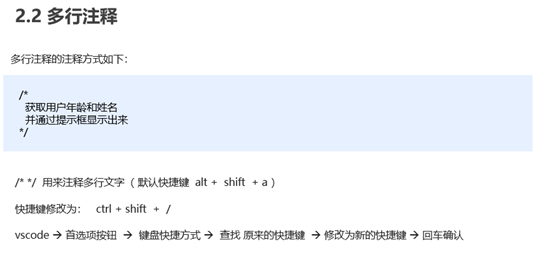 2.2 多行注释
多行注释的注释方式如下：
/*
获取用户年龄和姓名
并通过提示框显示出来
*/
/* */ 用来注释多行文字（ 默认快捷键 alt + shift + a ）
快捷键修改为： ctrl + shift + /
vscode → 首选项按钮 → 键盘快捷方式 → 查找 原来的快捷键 → 修改为新的快捷键 → 回车确认